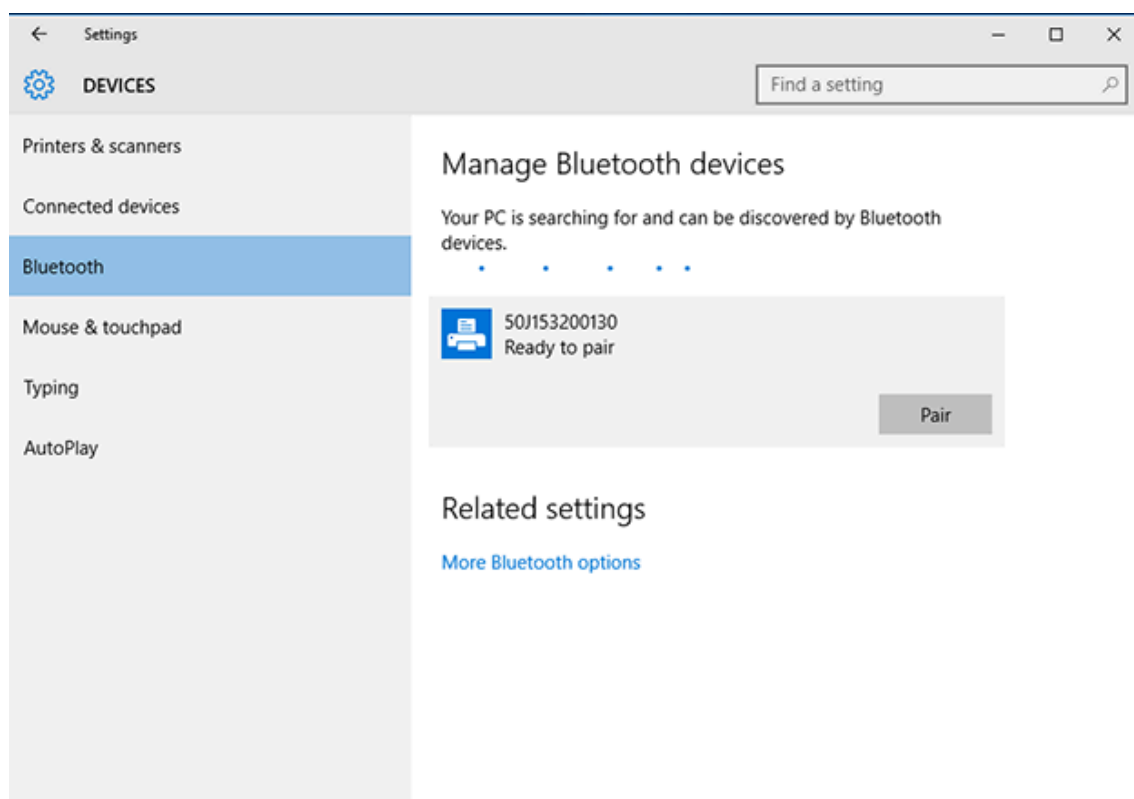 Settings
DEVICES
Find a setting
Printers & scanners
Connected devices
Bluetooth
Mouse & touchpad
Typing
AutoPlay
Manage Bluetooth devices
Your PC is searching for and can be discovered by Bluetooth
devices.
50J153200130
Ready to pair
Pair
Related settings
More Bluetooth options